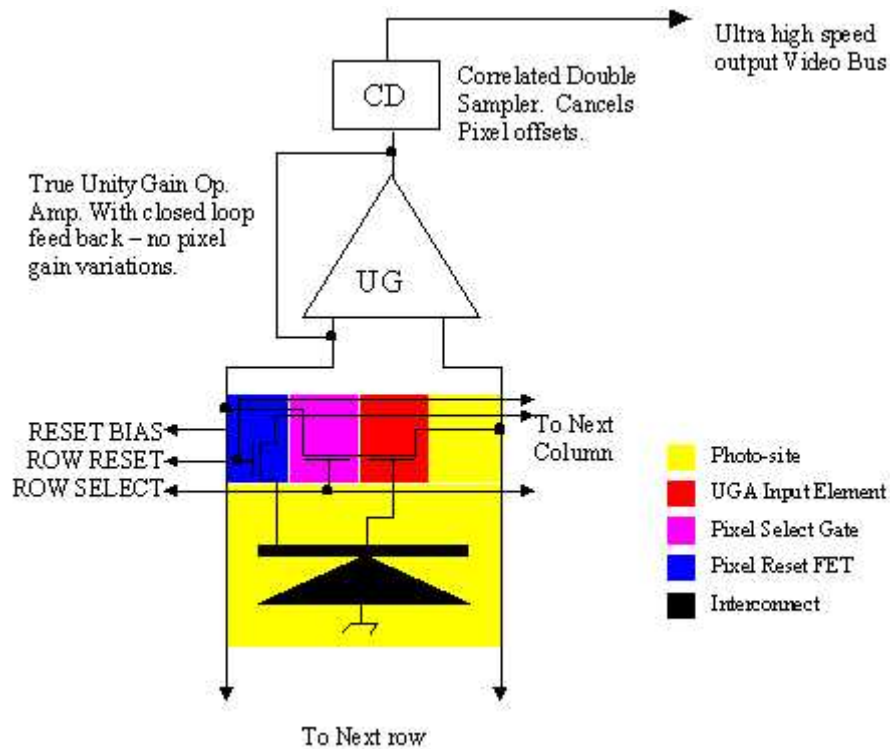 Ultra high speed
output Video Bus
CD
Correlated Double
Sampler. Cancels
Pixel offsets.
True Unity Gain Op.
Amp. With closed loop
feed back – no pixel
gain variations.
UG
RESET BIAS
ROW RESET
ROW SELECT
To Next
Column
Photo-site
UGA Input Element
Pixel Select Gate
Pixel Reset FET
Interconnect
To Next row